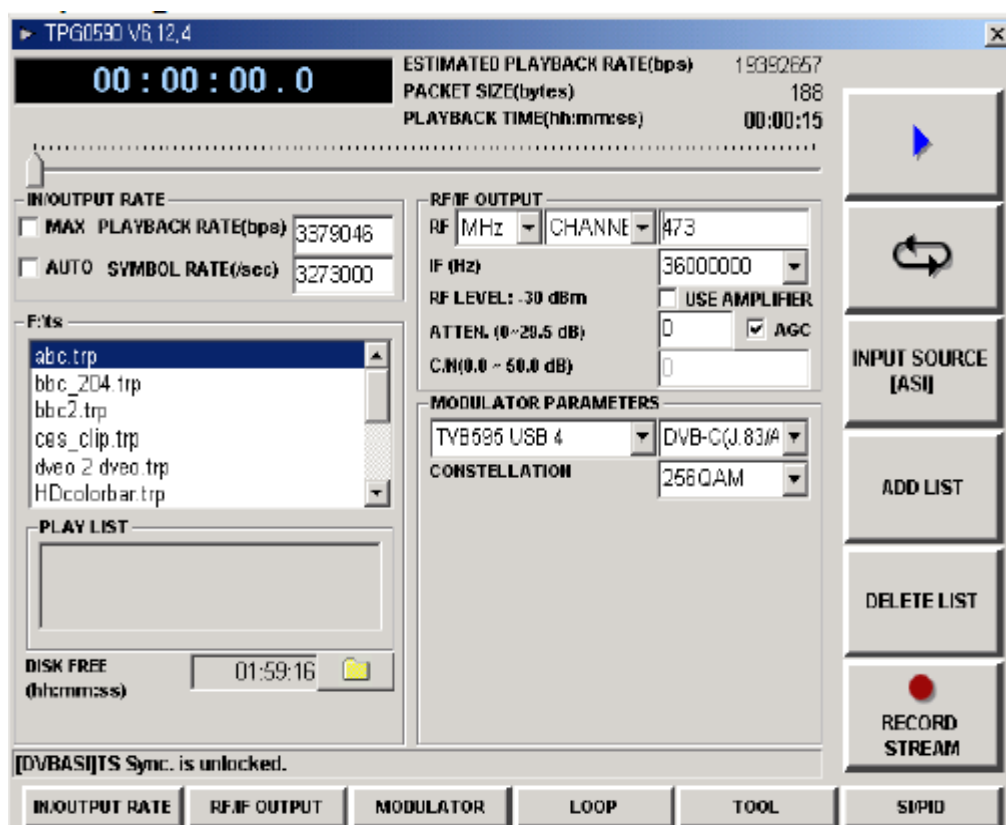 TPG0590 V6,12,4
00 : 00 : 00 . 0
ESTIMATED PLAYBACK RATE(bps) 19392657
PACKET SIZE(bytes) 188
PLAYBACK TIME(hh:mm:ss) 00:00:15
IN/OUTPUT RATE
MAX PLAYBACK RATE(bps) 3379046
AUTO SYMBOL RATE(/sec) 3273000
F:\ts
abc.trp
bbc_204.trp
bbc2.trp
ces_clip.trp
dveo 2 dveo.trp
HDcolorbar.trp
PLAY LIST
DISK FREE
(hh:mm:ss)
01:59:16
RF/IF OUTPUT
RF MHz CHANNE 473
IF (Hz) 36000000
RF LEVEL: -30 dBm USE AMPLIFIER
ATTEN. (0~29.5 dB) 0 AGC
C/N(0.0 ~ 50.0 dB) 0
MODULATOR PARAMETERS
TVB595 USB 4 DVB-C(J.83/A
CONSTELLATION 256QAM
INPUT SOURCE
[ASI]
ADD LIST
DELETE LIST
RECORD
STREAM
[DVBASI]TS Sync. is unlocked.
IN/OUTPUT RATE RF/IF OUTPUT MODULATOR LOOP TOOL SI/PID